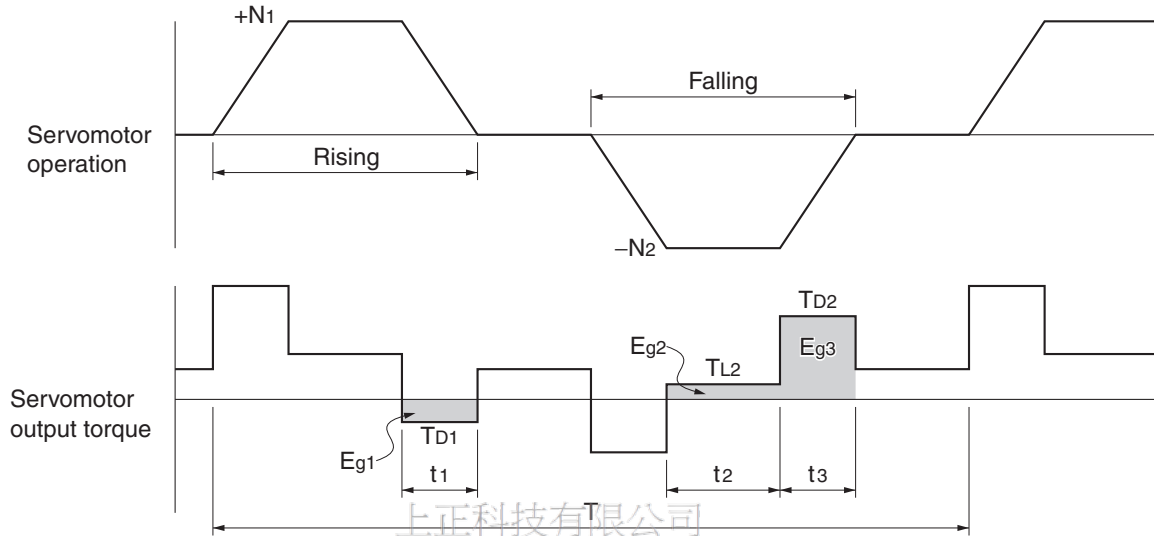 +N1
Falling
Servomotor
operation
Rising
–N2
TD2
Eg2
TL2
Eg3
Servomotor
output torque
TD1
Eg1
t1
t2
t3
T
上正科技有限公司